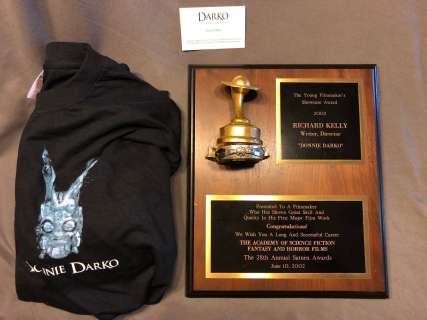 DARKO
The Young Filmmaker's
Showcase Award
2002
RICHARD KELLY
Writer, Director
"DONNIE DARKO"
Presented To A Filmmaker
Who Has Shown Great Skill And
Quality In His First Major Film Work
Congratulations!
We Wish You A Long And Successful Career
THE ACADEMY OF SCIENCE FICTION
FANTASY AND HORROR FILMS
The 28th Annual Saturn Awards
June 10, 2002
DONNIE DARKO